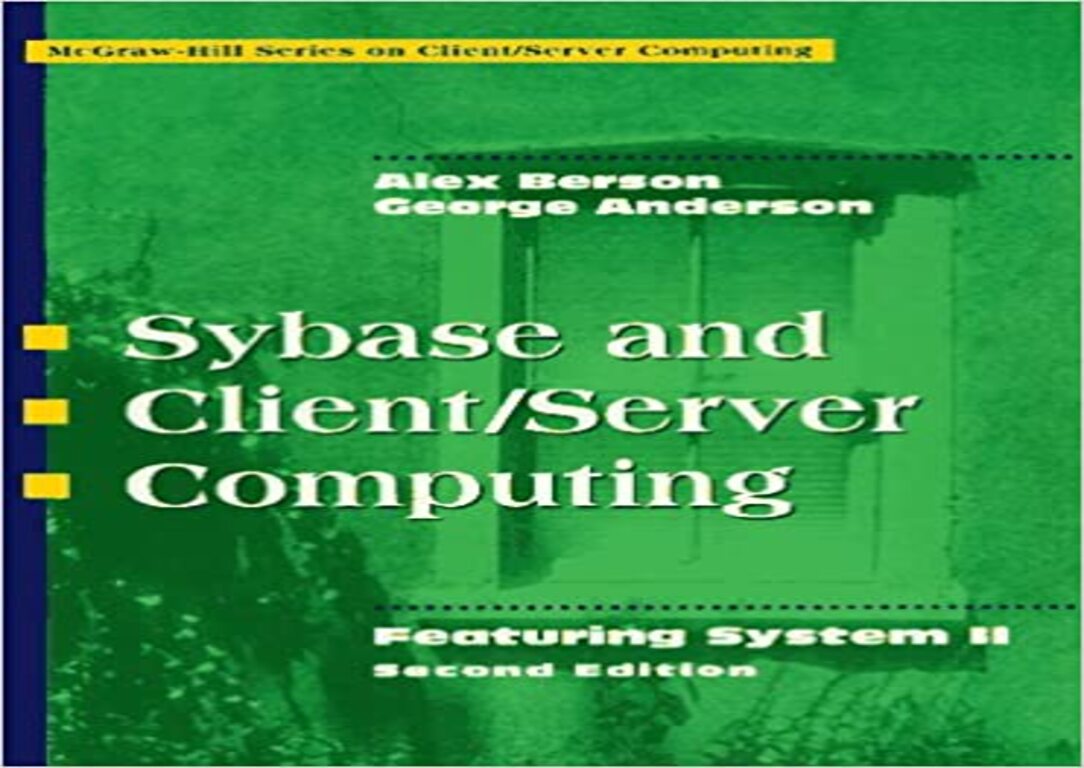 McGraw-Hill Series on Client/Server Computing
Alex Berson
George Anderson
Sybase and
Client/Server
Computing
Featuring System 11
Second Edition